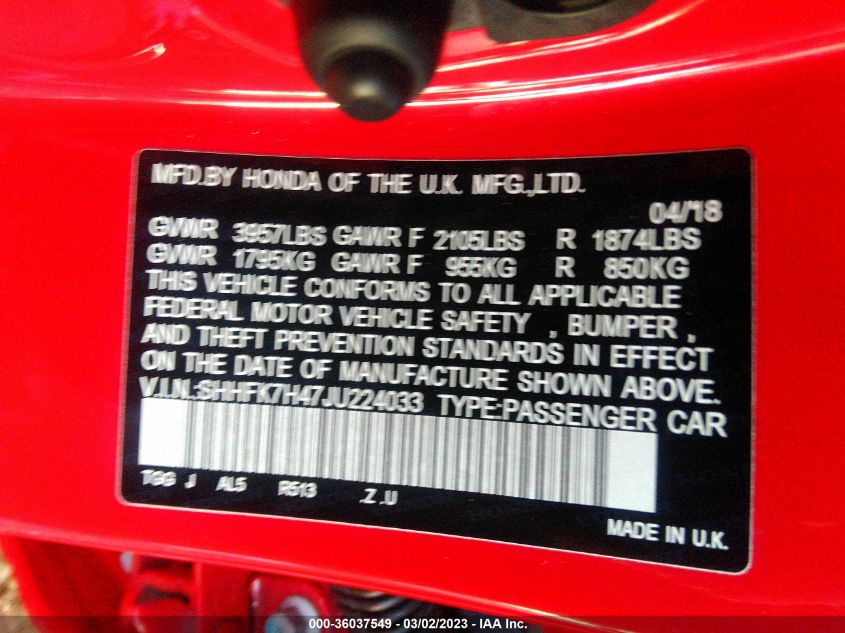 MFD.BY HONDA OF THE U.K. MFG.,LTD.
04/'18
GVWR 3957LBS GAWR F 2105LBS R 1874LBS
GVWR 1795KG GAWR F 955KG R 850KG
THIS VEHICLE CONFORMS TO ALL APPLICABLE
FEDERAL MOTOR VEHICLE SAFETY , BUMPER ,
AND THEFT PREVENTION STANDARDS IN EFFECT
ON THE DATE OF MANUFACTURE SHOWN ABOVE.
V.I.N.:SHHFK7H47JU224033 TYPE:PASSENGER CAR
TGG J AL5 R513 .Z .U
MADE IN U.K.
000-36037549 - 03/02/2023 - IAA Inc.